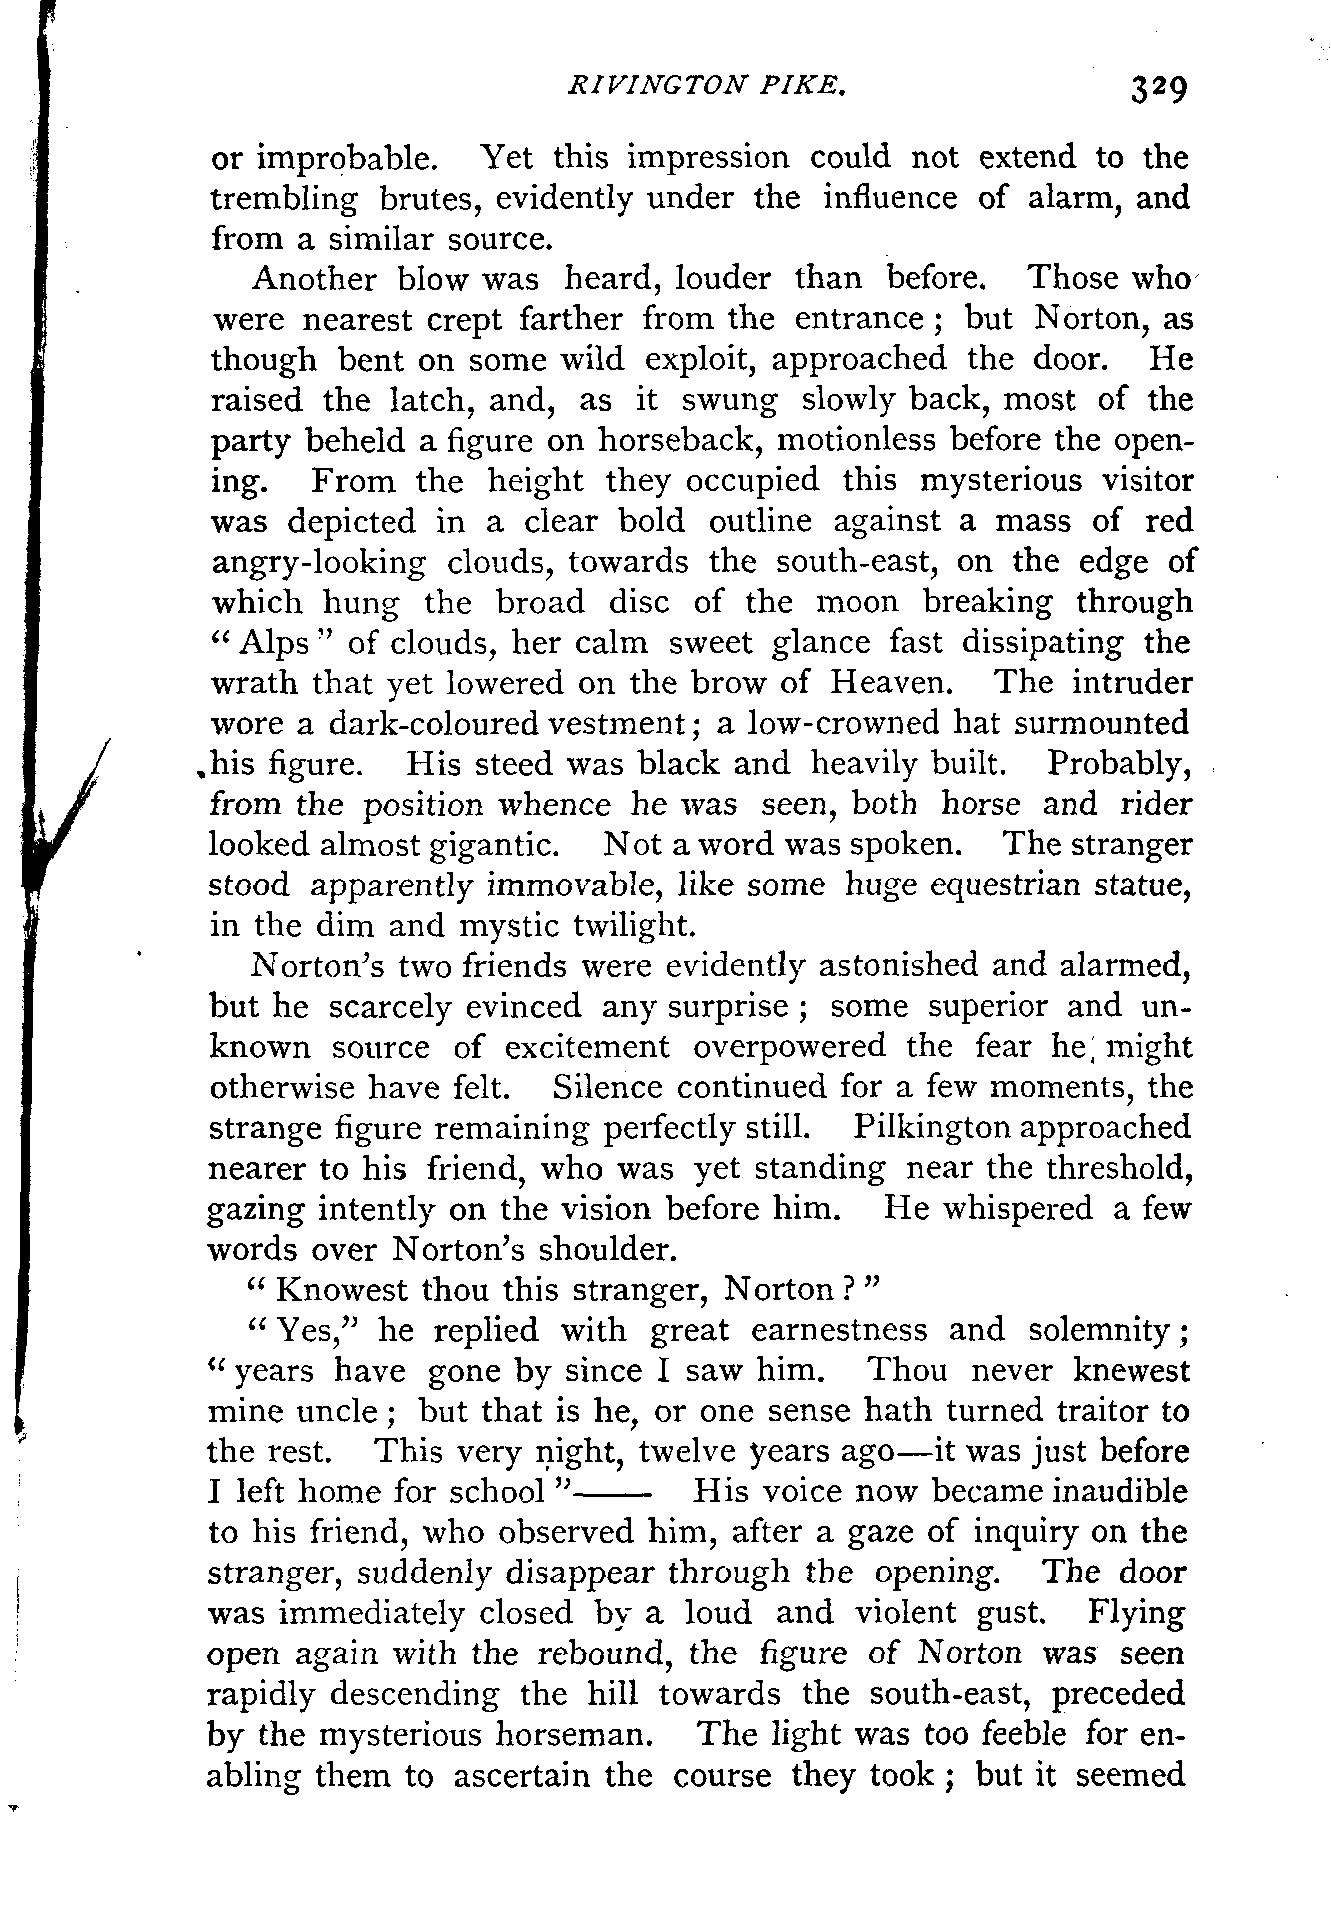 RIVINGTON PIKE. 329
or improbable. Yet this impression could not extend to the
trembling brutes, evidently under the influence of alarm, and
from a similar source.
Another blow was heard, louder than before. Those who
were nearest crept farther from the entrance ; but Norton, as
though bent on some wild exploit, approached the door. He
raised the latch, and, as it swung slowly back, most of the
party beheld a figure on horseback, motionless before the open-
ing. From the height they occupied this mysterious visitor
was depicted in a clear bold outline against a mass of red
angry-looking clouds, towards the south-east, on the edge of
which hung the broad disc of the moon breaking through
“ Alps ” of clouds, her calm sweet glance fast dissipating the
wrath that yet lowered on the brow of Heaven. The intruder
wore a dark-coloured vestment ; a low-crowned hat surmounted
his figure. His steed was black and heavily built. Probably,
from the position whence he was seen, both horse and rider
looked almost gigantic. Not a word was spoken. The stranger
stood apparently immovable, like some huge equestrian statue,
in the dim and mystic twilight.
Norton’s two friends were evidently astonished and alarmed,
but he scarcely evinced any surprise ; some superior and un-
known source of excitement overpowered the fear he might
otherwise have felt. Silence continued for a few moments, the
strange figure remaining perfectly still. Pilkington approached
nearer to his friend, who was yet standing near the threshold,
gazing intently on the vision before him. He whispered a few
words over Norton’s shoulder.
“ Knowest thou this stranger, Norton ? ”
“ Yes,” he replied with great earnestness and solemnity ;
“ years have gone by since I saw him. Thou never knewest
mine uncle ; but that is he, or one sense hath turned traitor to
the rest. This very night, twelve years ago—it was just before
I left home for school ”—— His voice now became inaudible
to his friend, who observed him, after a gaze of inquiry on the
stranger, suddenly disappear through the opening. The door
was immediately closed by a loud and violent gust. Flying
open again with the rebound, the figure of Norton was seen
rapidly descending the hill towards the south-east, preceded
by the mysterious horseman. The light was too feeble for en-
abling them to ascertain the course they took ; but it seemed